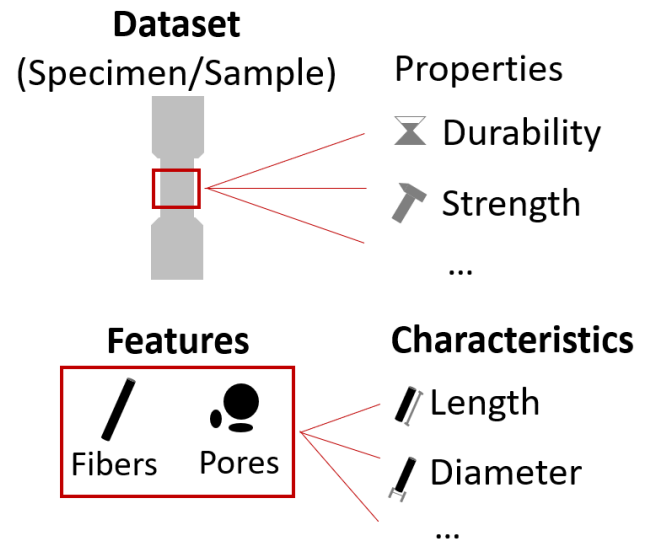 Dataset
(Specimen/Sample)
Properties
Durability
Strength
...
Features
Fibers
Pores
Characteristics
Length
Diameter
...